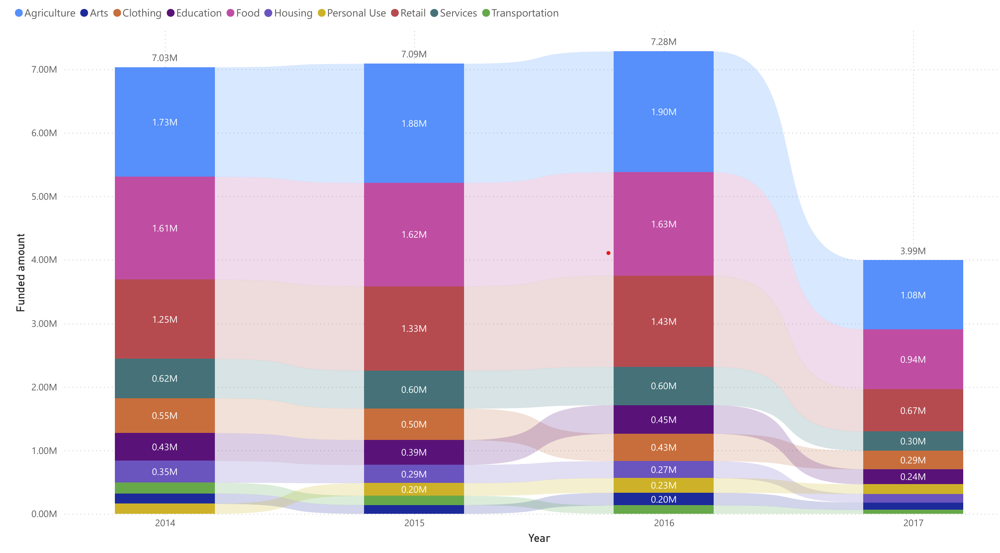 Agriculture Arts Clothing Education Food Housing Personal Use Retail Services Transportation
Funded amount
7.00M
6.00M
5.00M
4.00M
3.00M
2.00M
1.00M
0.00M
7.03M
1.73M
1.61M
1.25M
0.62M
0.55M
0.43M
0.35M
7.09M
1.88M
1.62M
1.33M
0.60M
0.50M
0.39M
0.29M
0.20M
7.28M
1.90M
1.63M
1.43M
0.60M
0.45M
0.43M
0.27M
0.23M
0.20M
3.99M
1.08M
0.94M
0.67M
0.30M
0.29M
0.24M
2014 2015 2016 2017
Year